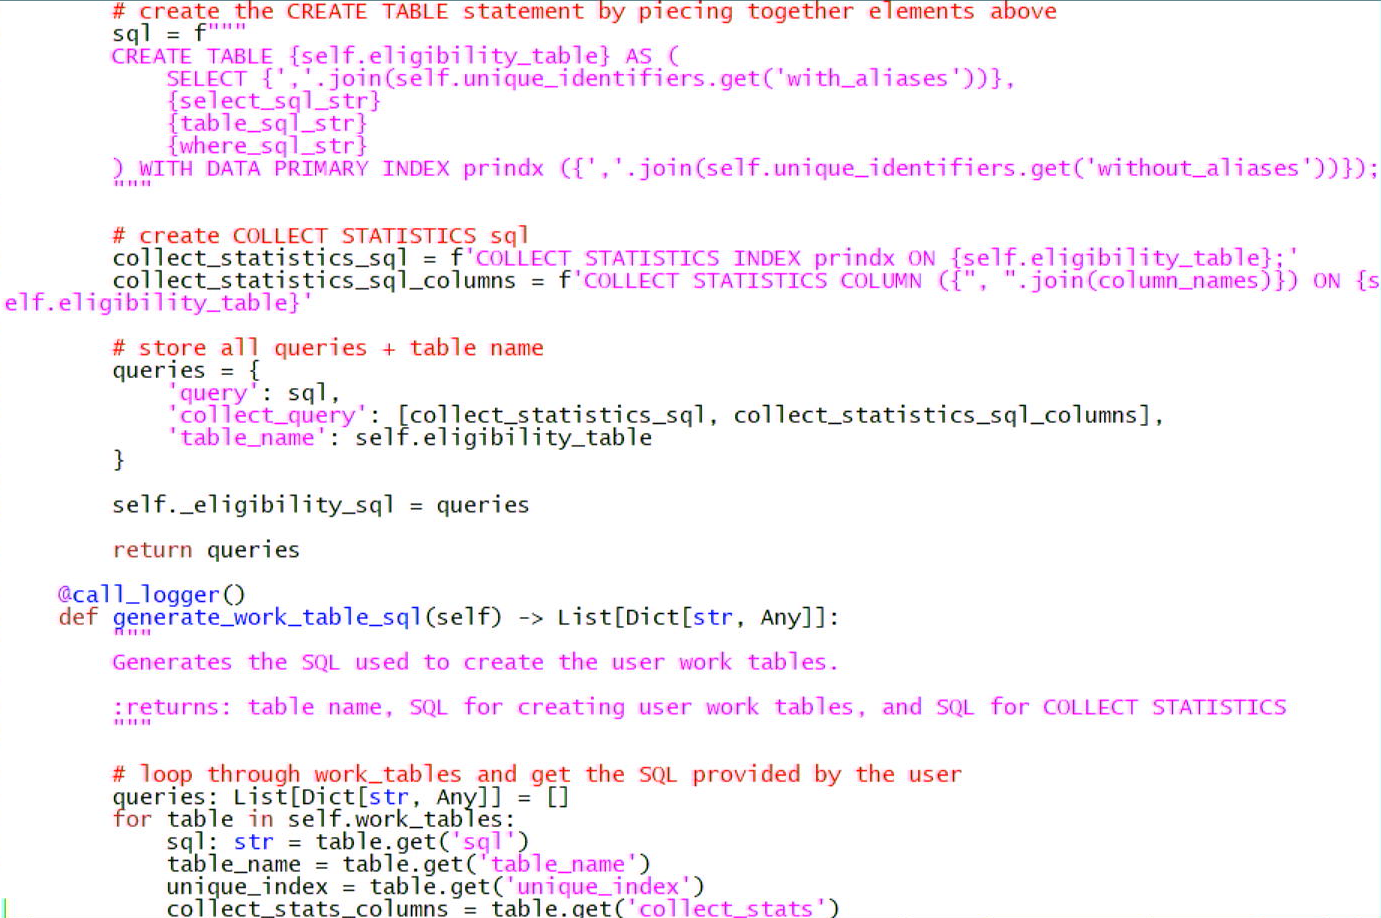 # create the CREATE TABLE statement by piecing together elements above
sql = f"""
CREATE TABLE {self.eligibility_table} AS (
SELECT {','.join(self.unique_identifiers.get('with_aliases'))},
{select_sql_str}
{table_sql_str}
{where_sql_str}
) WITH DATA PRIMARY INDEX prindx ({','.join(self.unique_identifiers.get('without_aliases'))});
"""
# create COLLECT STATISTICS sql
collect_statistics_sql = f'COLLECT STATISTICS INDEX prindx ON {self.eligibility_table};'
collect_statistics_sql_columns = f'COLLECT STATISTICS COLUMN ({", ".join(column_names)}) ON {s
elf.eligibility_table}'
# store all queries + table name
queries = {
'query': sql,
'collect_query': [collect_statistics_sql, collect_statistics_sql_columns],
'table_name': self.eligibility_table
}
self._eligibility_sql = queries
return queries
@call_logger()
def generate_work_table_sql(self) -> List[Dict[str, Any]]:
"""
Generates the SQL used to create the user work tables.
:returns: table name, SQL for creating user work tables, and SQL for COLLECT STATISTICS
"""
# loop through work_tables and get the SQL provided by the user
queries: List[Dict[str, Any]] = []
for table in self.work_tables:
sql: str = table.get('sql')
table_name = table.get('table_name')
unique_index = table.get('unique_index')
collect_stats_columns = table.get('collect_stats')